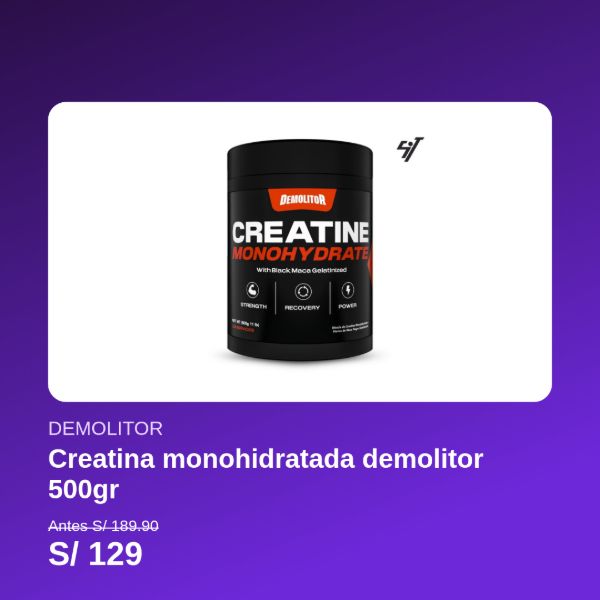 DEMOLITOR
CREATINE
MONOHYDRATE
With Black Maca Gelatinized
STRENGTH
RECOVERY
POWER
DEMOLITOR
Creatina monohidratada demolitor
500gr
Antes S/ 189.90
S/ 129